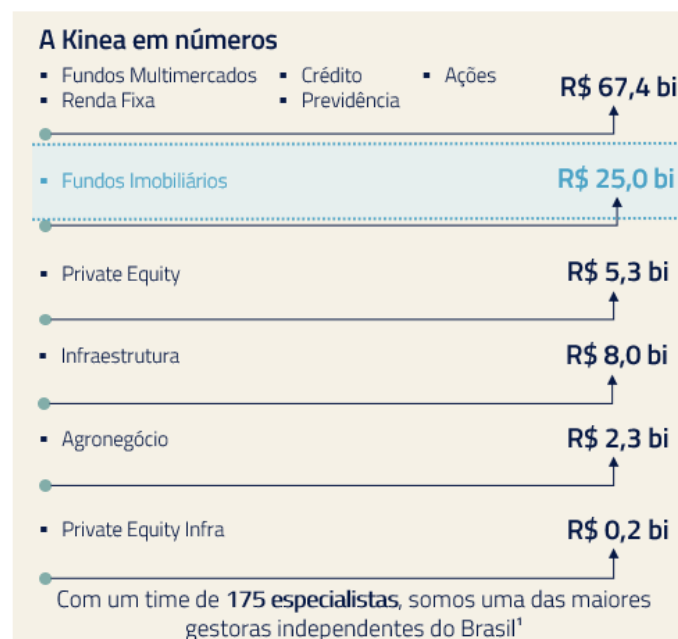 A Kinea em números
▪ Fundos Multimercados ▪ Crédito ▪ Ações
▪ Renda Fixa ▪ Previdência
R$ 67,4 bi
▪ Fundos Imobiliários R$ 25,0 bi
▪ Private Equity R$ 5,3 bi
▪ Infraestrutura R$ 8,0 bi
▪ Agronegócio R$ 2,3 bi
▪ Private Equity Infra R$ 0,2 bi
Com um time de 175 especialistas, somos uma das maiores
gestoras independentes do Brasil¹